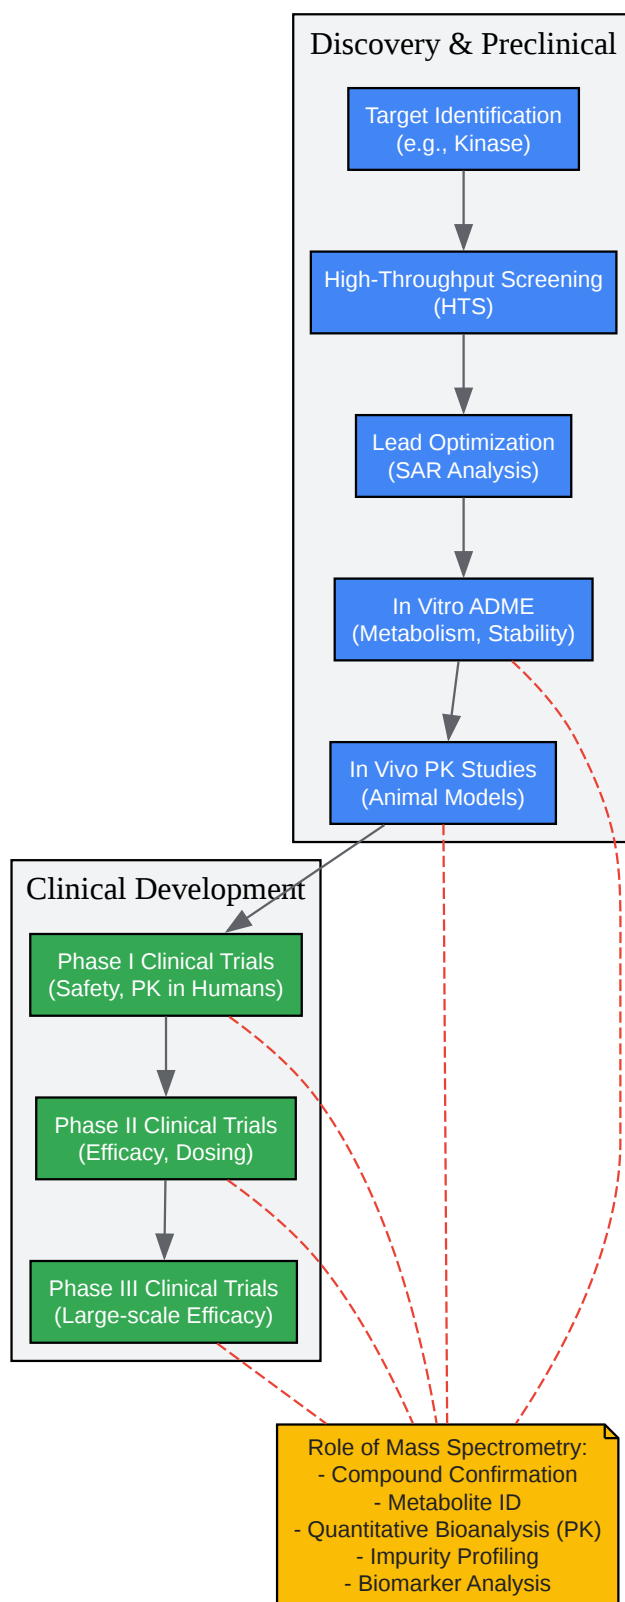 Discovery & Preclinical
Target Identification
(e.g., Kinase)
High-Throughput Screening
(HTS)
Lead Optimization
(SAR Analysis)
In Vitro ADME
(Metabolism, Stability)
In Vivo PK Studies
(Animal Models)
Clinical Development
Phase I Clinical Trials
(Safety, PK in Humans)
Phase II Clinical Trials
(Efficacy, Dosing)
Phase III Clinical Trials
(Large-scale Efficacy)
Role of Mass Spectrometry:
- Compound Confirmation
- Metabolite ID
- Quantitative Bioanalysis (PK)
- Impurity Profiling
- Biomarker Analysis